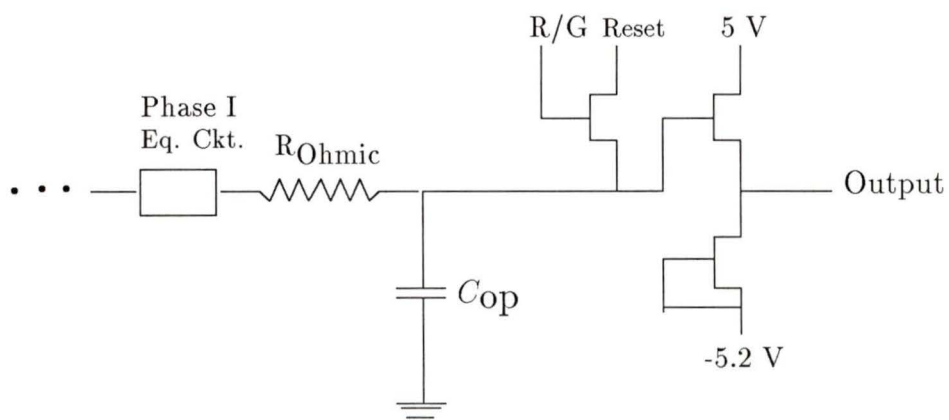 R/G Reset 5 V
Phase I
Eq. Ckt.
R_Ohmic
Output
C_op
-5.2 V